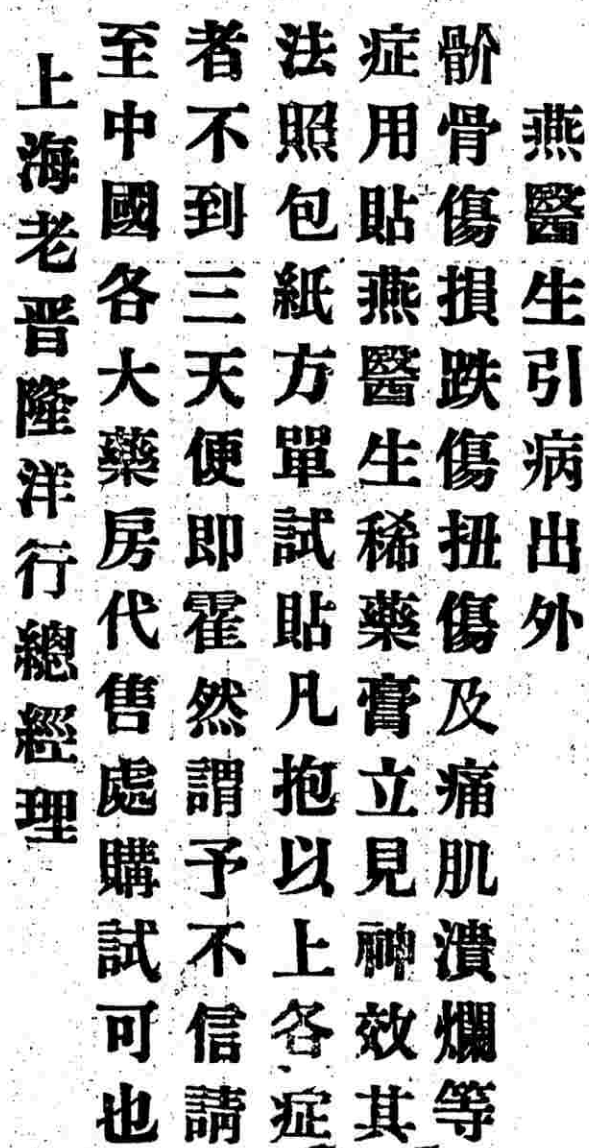 燕醫生引病出外
骱骨傷損跌傷扭傷及痛肌潰爛等
症用貼燕醫生稀藥膏立見神效其
法照包紙方單試貼凡抱以上各症
者不到三天便即霍然謂予不信請
至中國各大藥房代售處購試可也
上海老晋隆洋行總經理